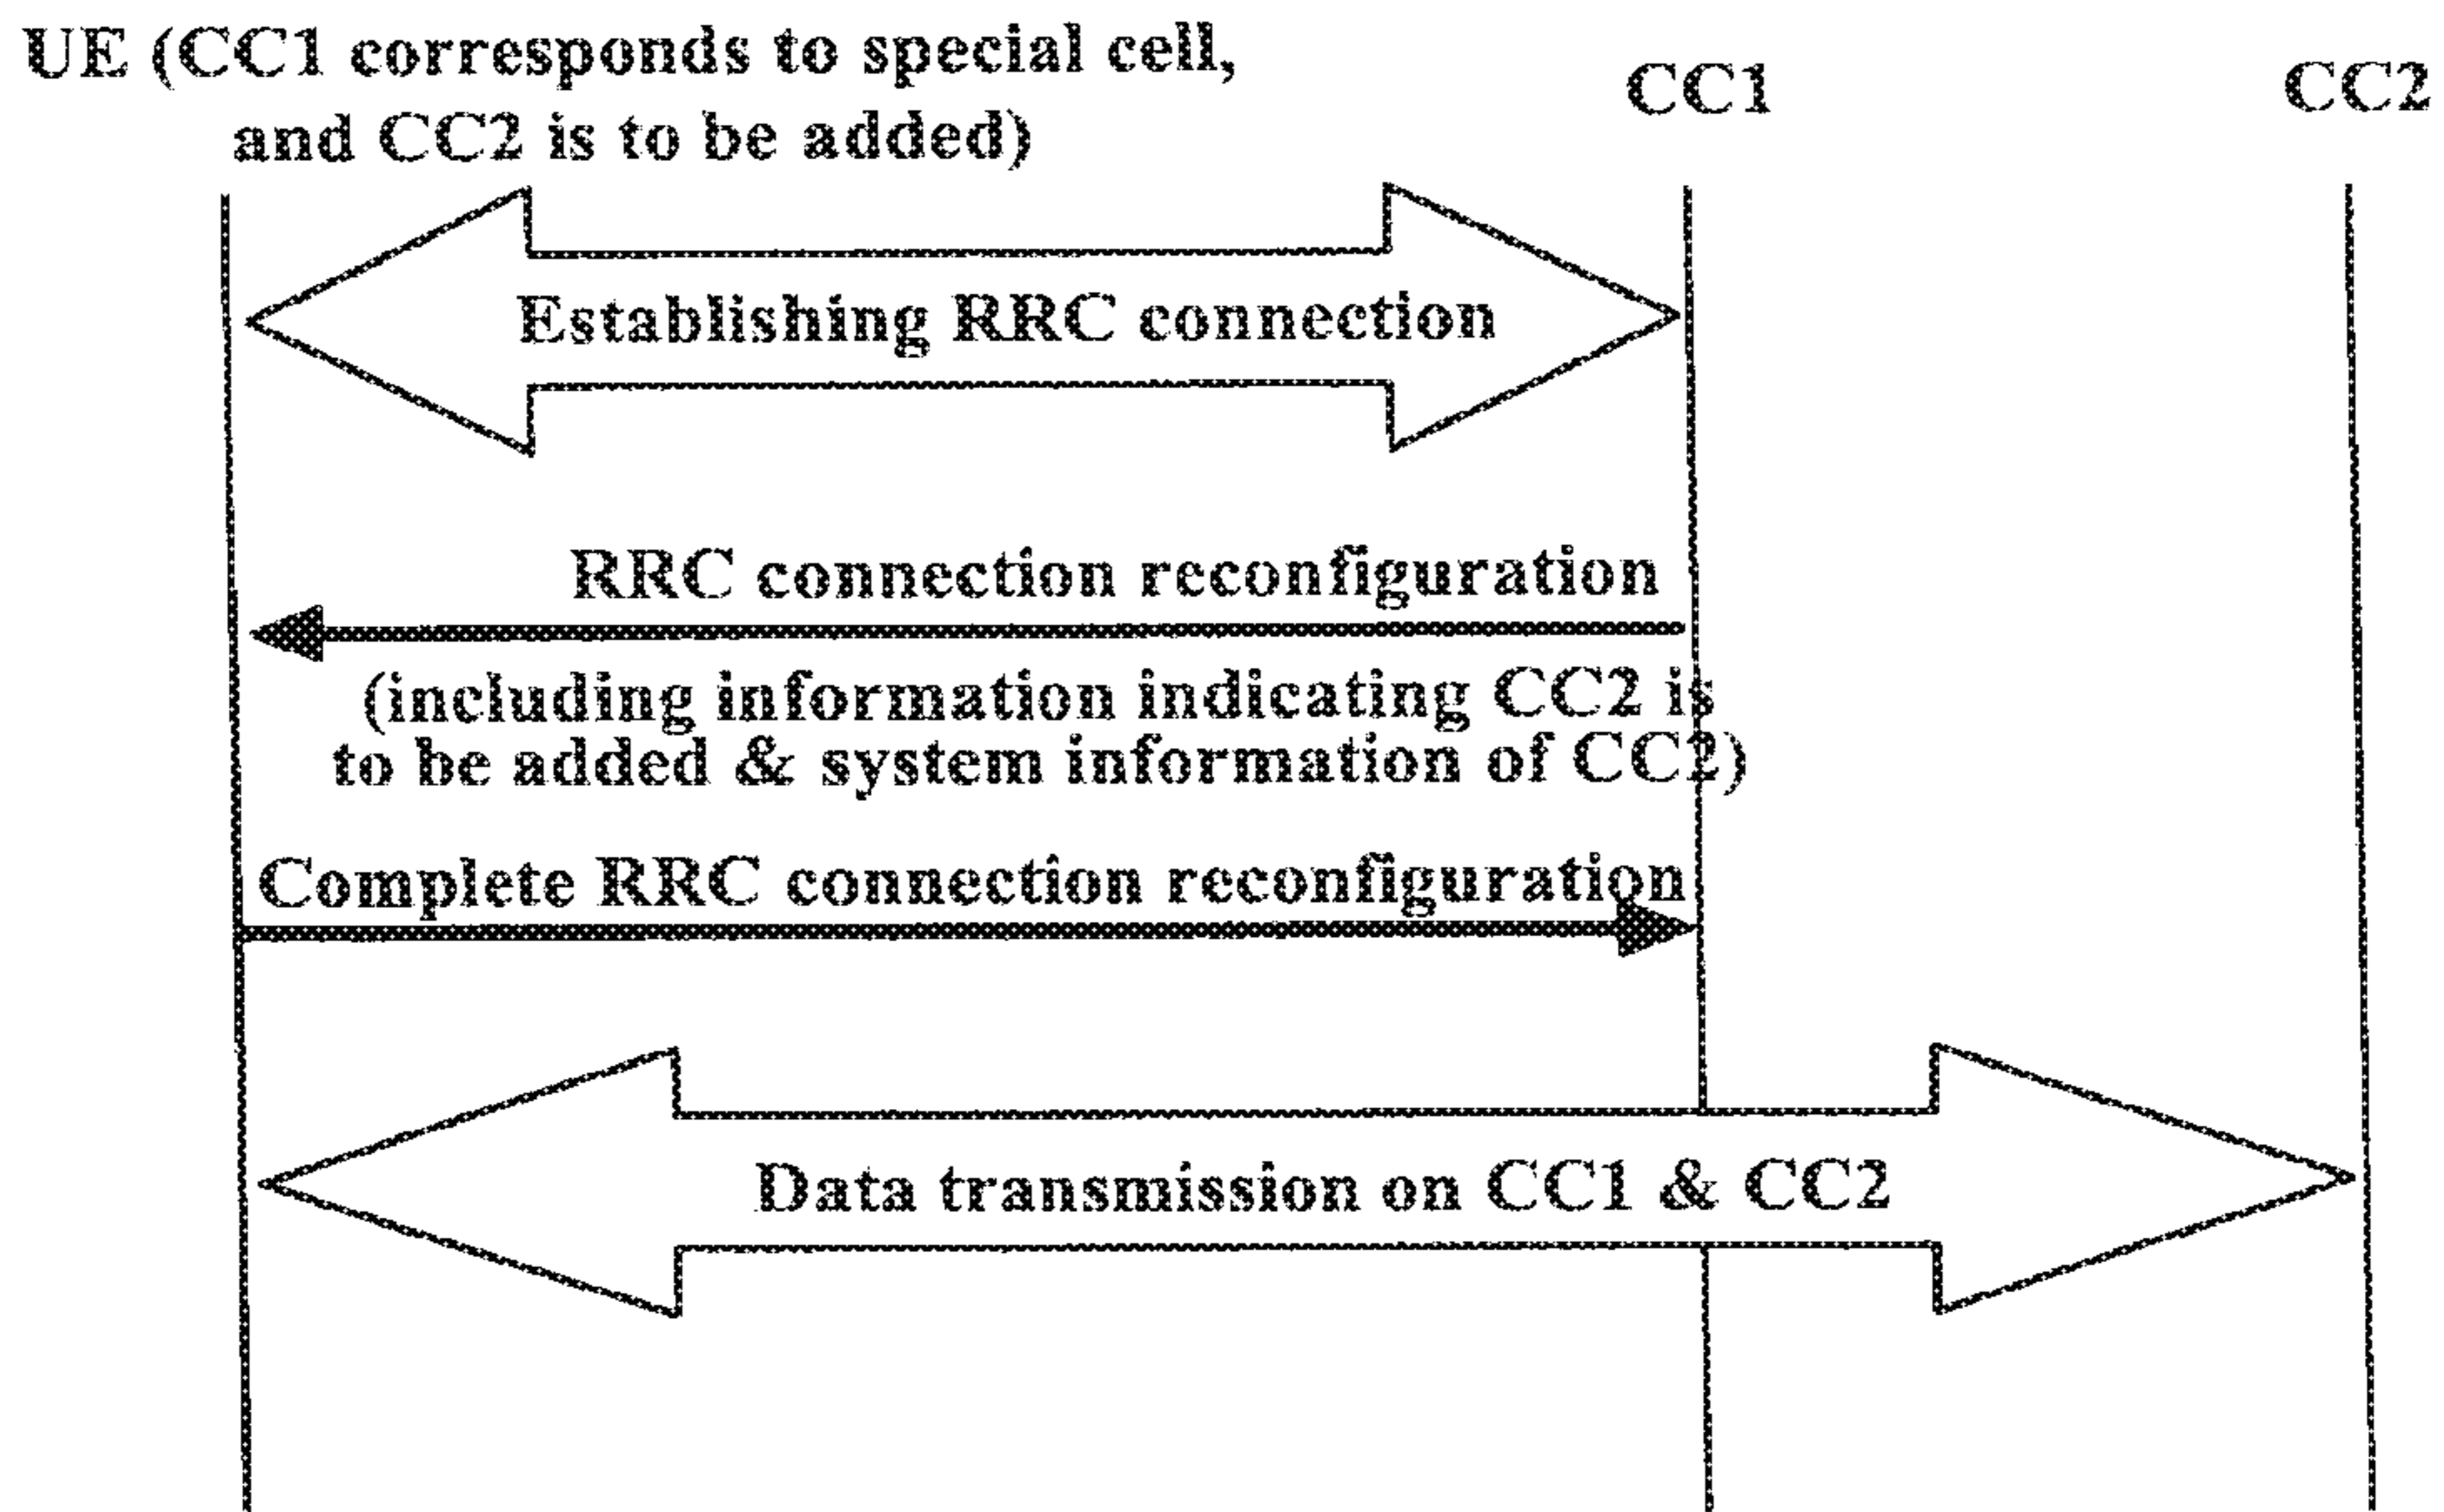 UE (CC1 corresponds to special cell,
and CC2 is to be added)
CC1
CC2
Establishing RRC connection
RRC connection reconfiguration
(including information indicating CC2 is
to be added & system information of CC2)
Complete RRC connection reconfiguration
Data transmission on CC1 & CC2